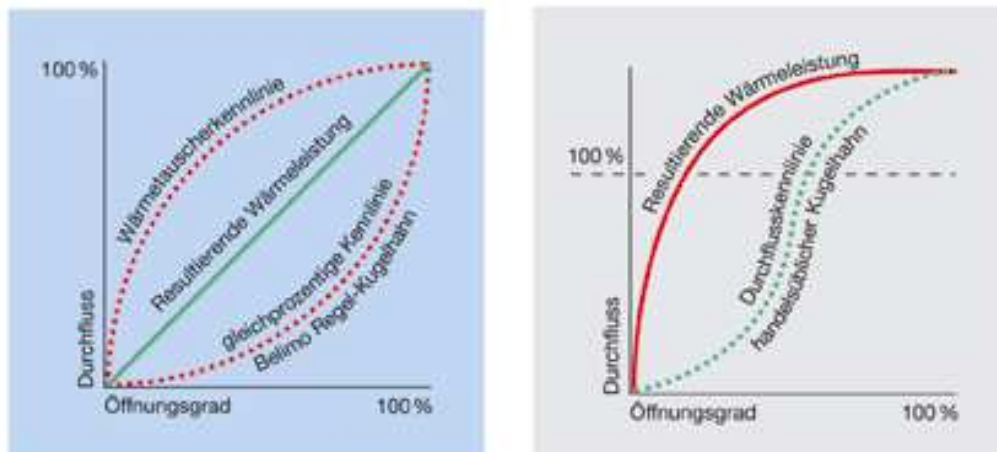 100 %
Wärmetauscherkennlinie
Resultierende Wärmeleistung
gleichprozentige Kennlinie
Belimo Regel-Kugelhahn
Durchfluss
Öffnungsgrad
100 %
Resultierende Wärmeleistung
100 %
Durchflusskennlinie
handelsüblicher Kugelhahn
Durchfluss
Öffnungsgrad
100 %